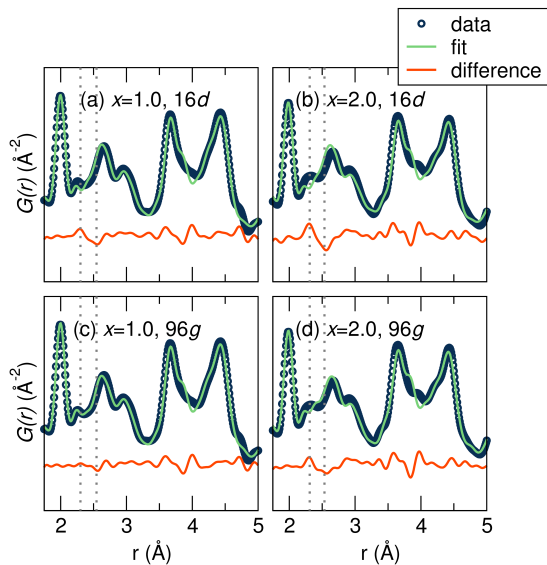 data
fit
difference
(a) x=1.0, 16d
(b) x=2.0, 16d
G(r) (Å⁻²)
(c) x=1.0, 96g
(d) x=2.0, 96g
G(r) (Å⁻²)
2 3 4 5 2 3 4 5
r (Å) r (Å)